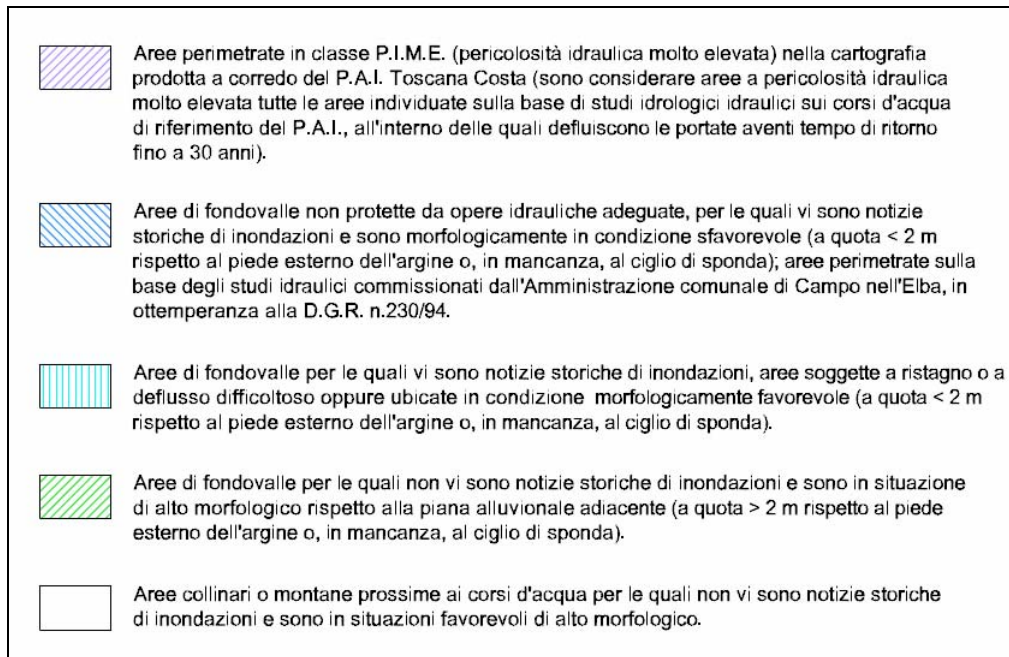 Aree perimetrate in classe P.I.M.E. (pericolosità idraulica molto elevata) nella cartografia
prodotta a corredo del P.A.I. Toscana Costa (sono considerare aree a pericolosità idraulica
molto elevata tutte le aree individuate sulla base di studi idrologici idraulici sui corsi d'acqua
di riferimento del P.A.I., all'interno delle quali defluiscono le portate aventi tempo di ritorno
fino a 30 anni).
Aree di fondovalle non protette da opere idrauliche adeguate, per le quali vi sono notizie
storiche di inondazioni e sono morfologicamente in condizione sfavorevole (a quota < 2 m
rispetto al piede esterno dell'argine o, in mancanza, al ciglio di sponda); aree perimetrate sulla
base degli studi idraulici commissionati dall'Amministrazione comunale di Campo nell'Elba, in
ottemperanza alla D.G.R. n.230/94.
Aree di fondovalle per le quali vi sono notizie storiche di inondazioni, aree soggette a ristagno o a
deflusso difficoltoso oppure ubicate in condizione morfologicamente favorevole (a quota < 2 m
rispetto al piede esterno dell'argine o, in mancanza, al ciglio di sponda).
Aree di fondovalle per le quali non vi sono notizie storiche di inondazioni e sono in situazione
di alto morfologico rispetto alla piana alluvionale adiacente (a quota > 2 m rispetto al piede
esterno dell'argine o, in mancanza, al ciglio di sponda).
Aree collinari o montane prossime ai corsi d'acqua per le quali non vi sono notizie storiche
di inondazioni e sono in situazioni favorevoli di alto morfologico.